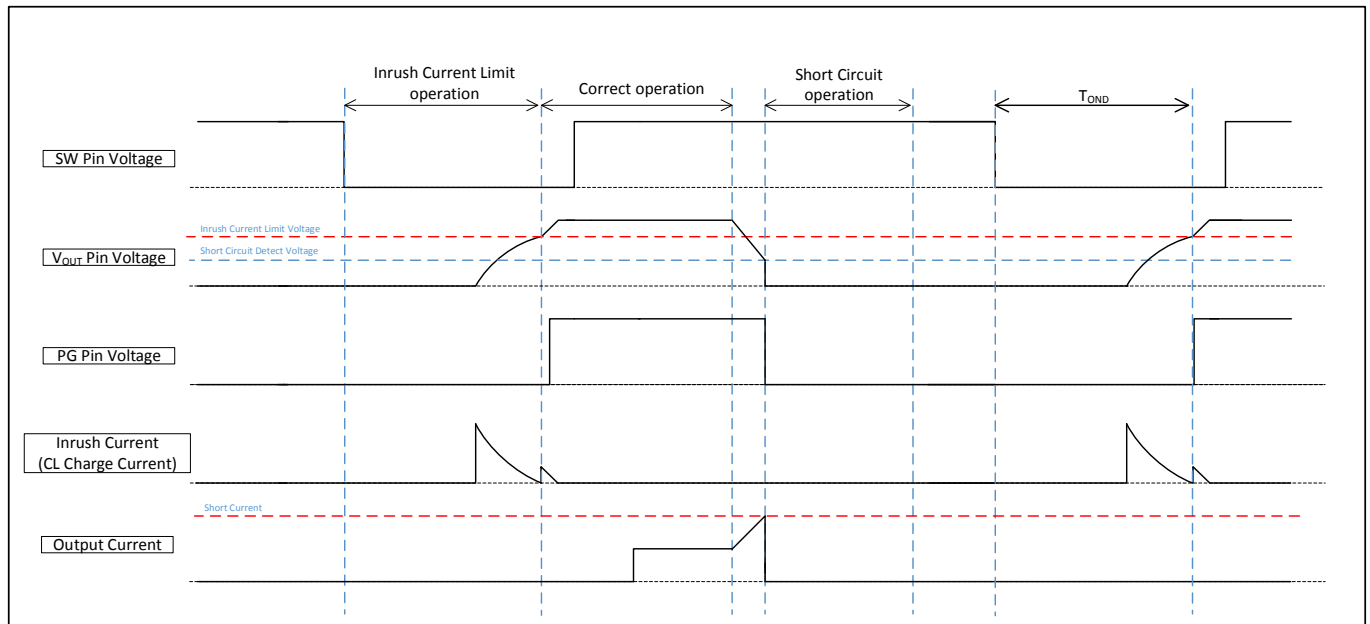 Inrush Current Limit
operation
Correct operation
Short Circuit
operation
TOND
SW Pin Voltage
Inrush Current Limit Voltage
Short Circuit Detect Voltage
VOUT Pin Voltage
PG Pin Voltage
Inrush Current
(CL Charge Current)
Short Current
Output Current